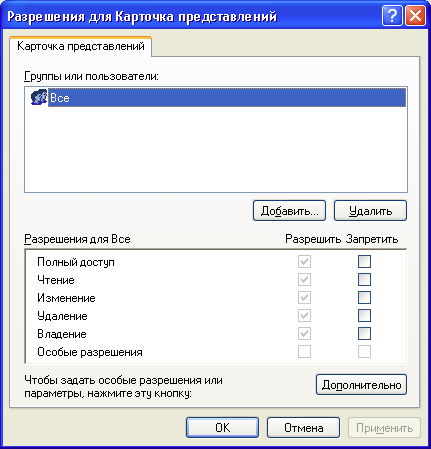 Разрешения для Карточка представлений
Карточка представлений
Группы или пользователи:
Все
Добавить...
Удалить
Разрешения для Все
Разрешить
Запретить
Полный доступ
Чтение
Изменение
Удаление
Владение
Особые разрешения
Чтобы задать особые разрешения или
параметры, нажмите эту кнопку:
Дополнительно
OK
Отмена
Применить